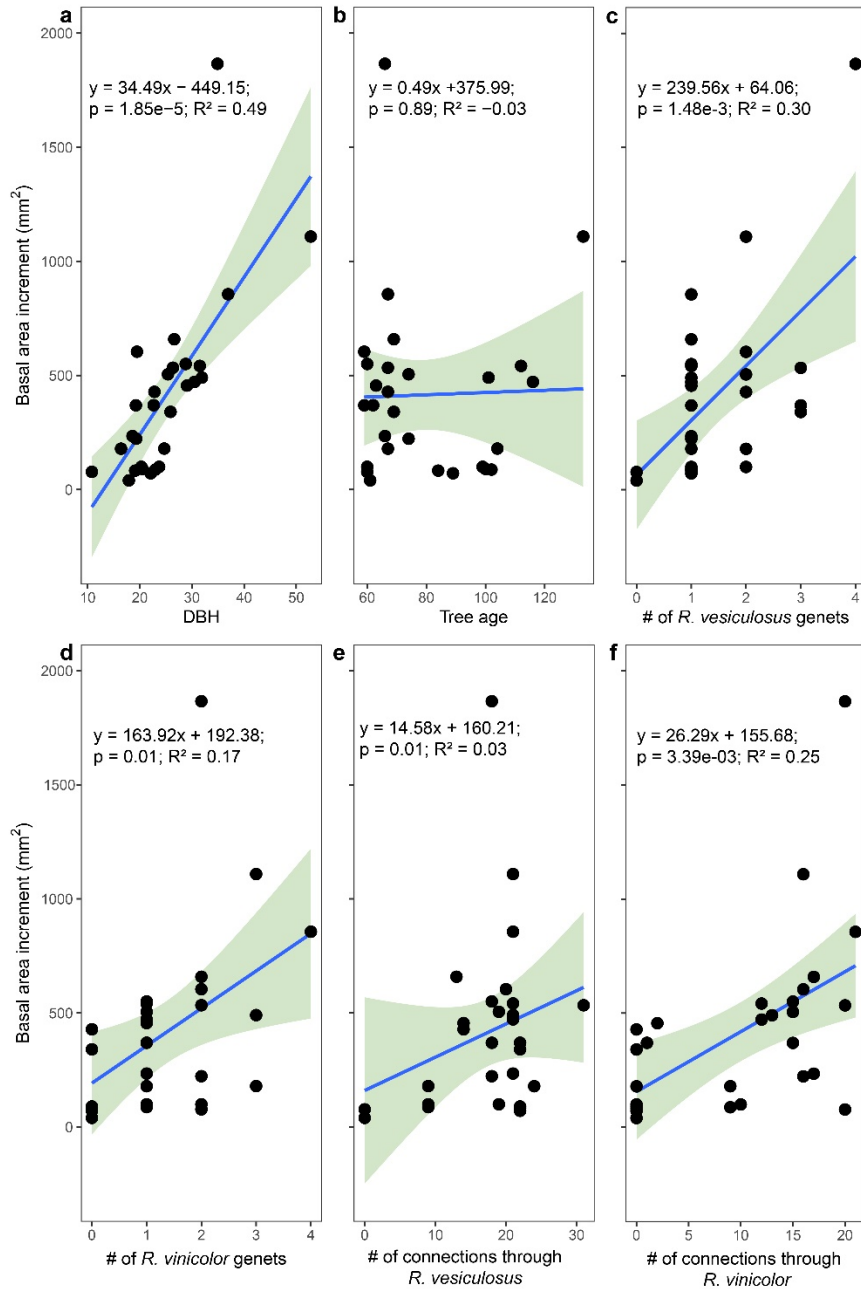 a
b
c
2000
1500
1000
500
0
Basal area increment (mm²)
y = 34.49x − 449.15;
p = 1.85e−5; R² = 0.49
y = 0.49x +375.99;
p = 0.89; R² = −0.03
y = 239.56x + 64.06;
p = 1.48e-3; R² = 0.30
10 20 30 40 50
60 80 100 120
0 1 2 3 4
DBH
Tree age
# of R. vesiculosus genets
d
e
f
2000
1500
1000
500
0
Basal area increment (mm²)
y = 163.92x + 192.38;
p = 0.01; R² = 0.17
y = 14.58x + 160.21;
p = 0.01; R² = 0.03
y = 26.29x + 155.68;
p = 3.39e-03; R² = 0.25
0 1 2 3 4
0 10 20 30
0 5 10 15 20
# of R. vinicolor genets
# of connections through
R. vesiculosus
# of connections through
R. vinicolor